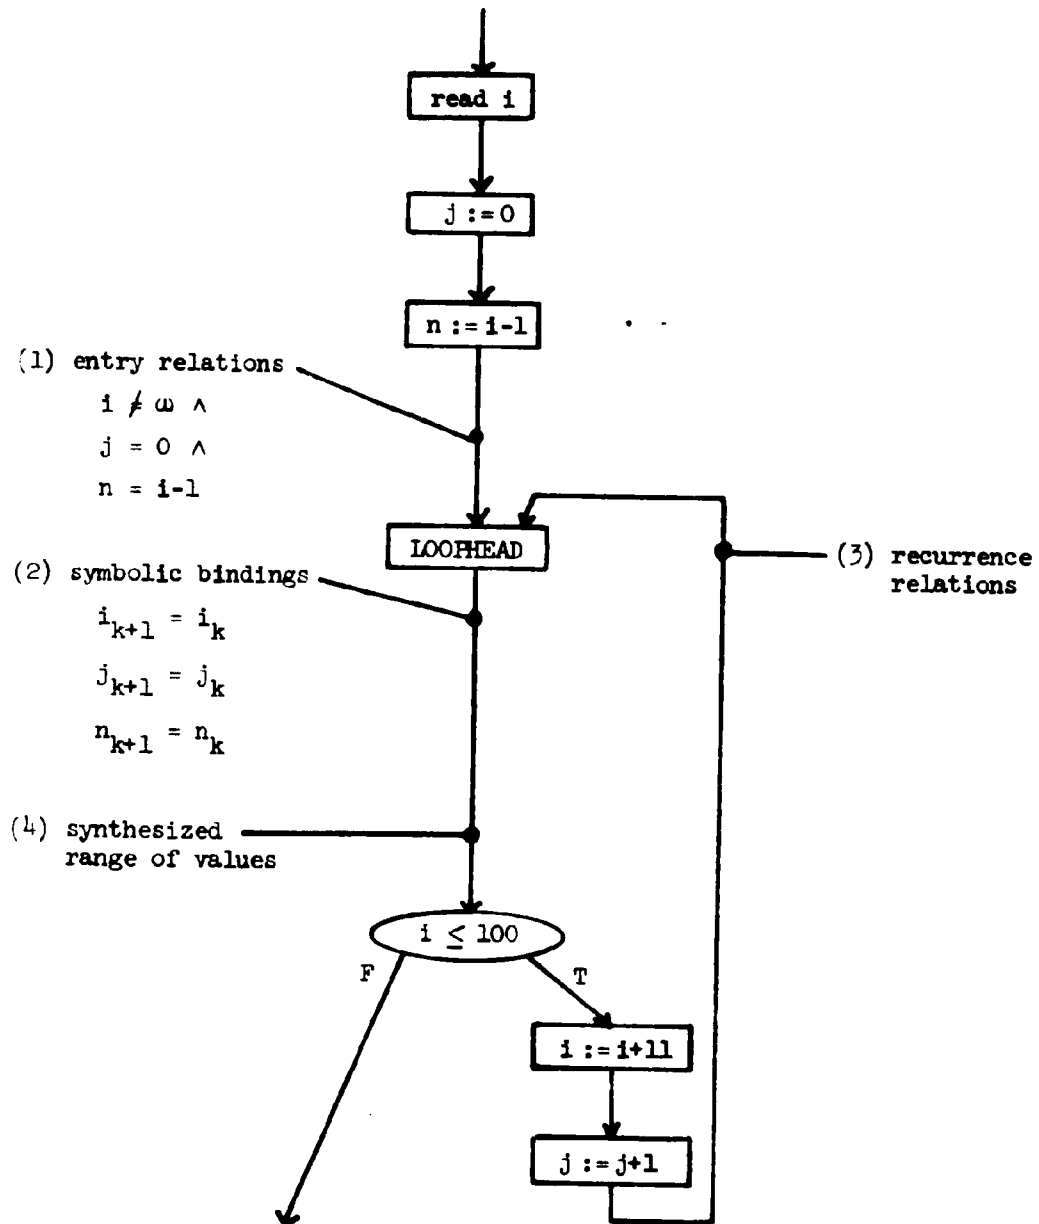 read i
j := 0
n := i-1
(1) entry relations
i ≠ ω ∧
j = 0 ∧
n = i-1
LOOPHEAD
(2) symbolic bindings
i_{k+1} = i_k
j_{k+1} = j_k
n_{k+1} = n_k
(3) recurrence
relations
(4) synthesized
range of values
i ≤ 100
F
T
i := i+11
j := j+1